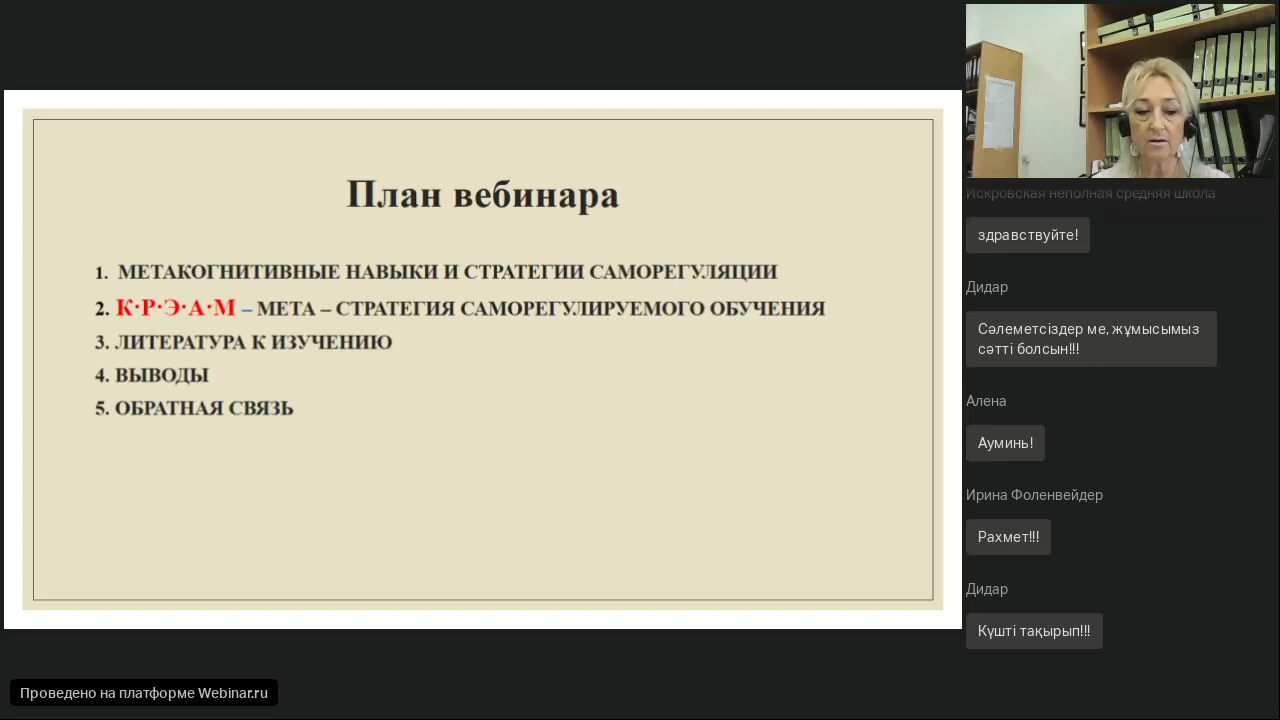 План вебинара
1. МЕТАКОГНИТИВНЫЕ НАВЫКИ И СТРАТЕГИИ САМОРЕГУЛЯЦИИ
2. К·Р·Э·А·М – МЕТА – СТРАТЕГИЯ САМОРЕГУЛИРУЕМОГО ОБУЧЕНИЯ
3. ЛИТЕРАТУРА К ИЗУЧЕНИЮ
4. ВЫВОДЫ
5. ОБРАТНАЯ СВЯЗЬ
Искровская неполная средняя школа
здравствуйте!
Дидар
Сәлеметсіздер ме, жұмысымыз
сәтті болсын!!!
Алена
Ауминь!
Ирина Фоленвейдер
Рахмет!!!
Дидар
Күшті тақырып!!!
Проведено на платформе Webinar.ru